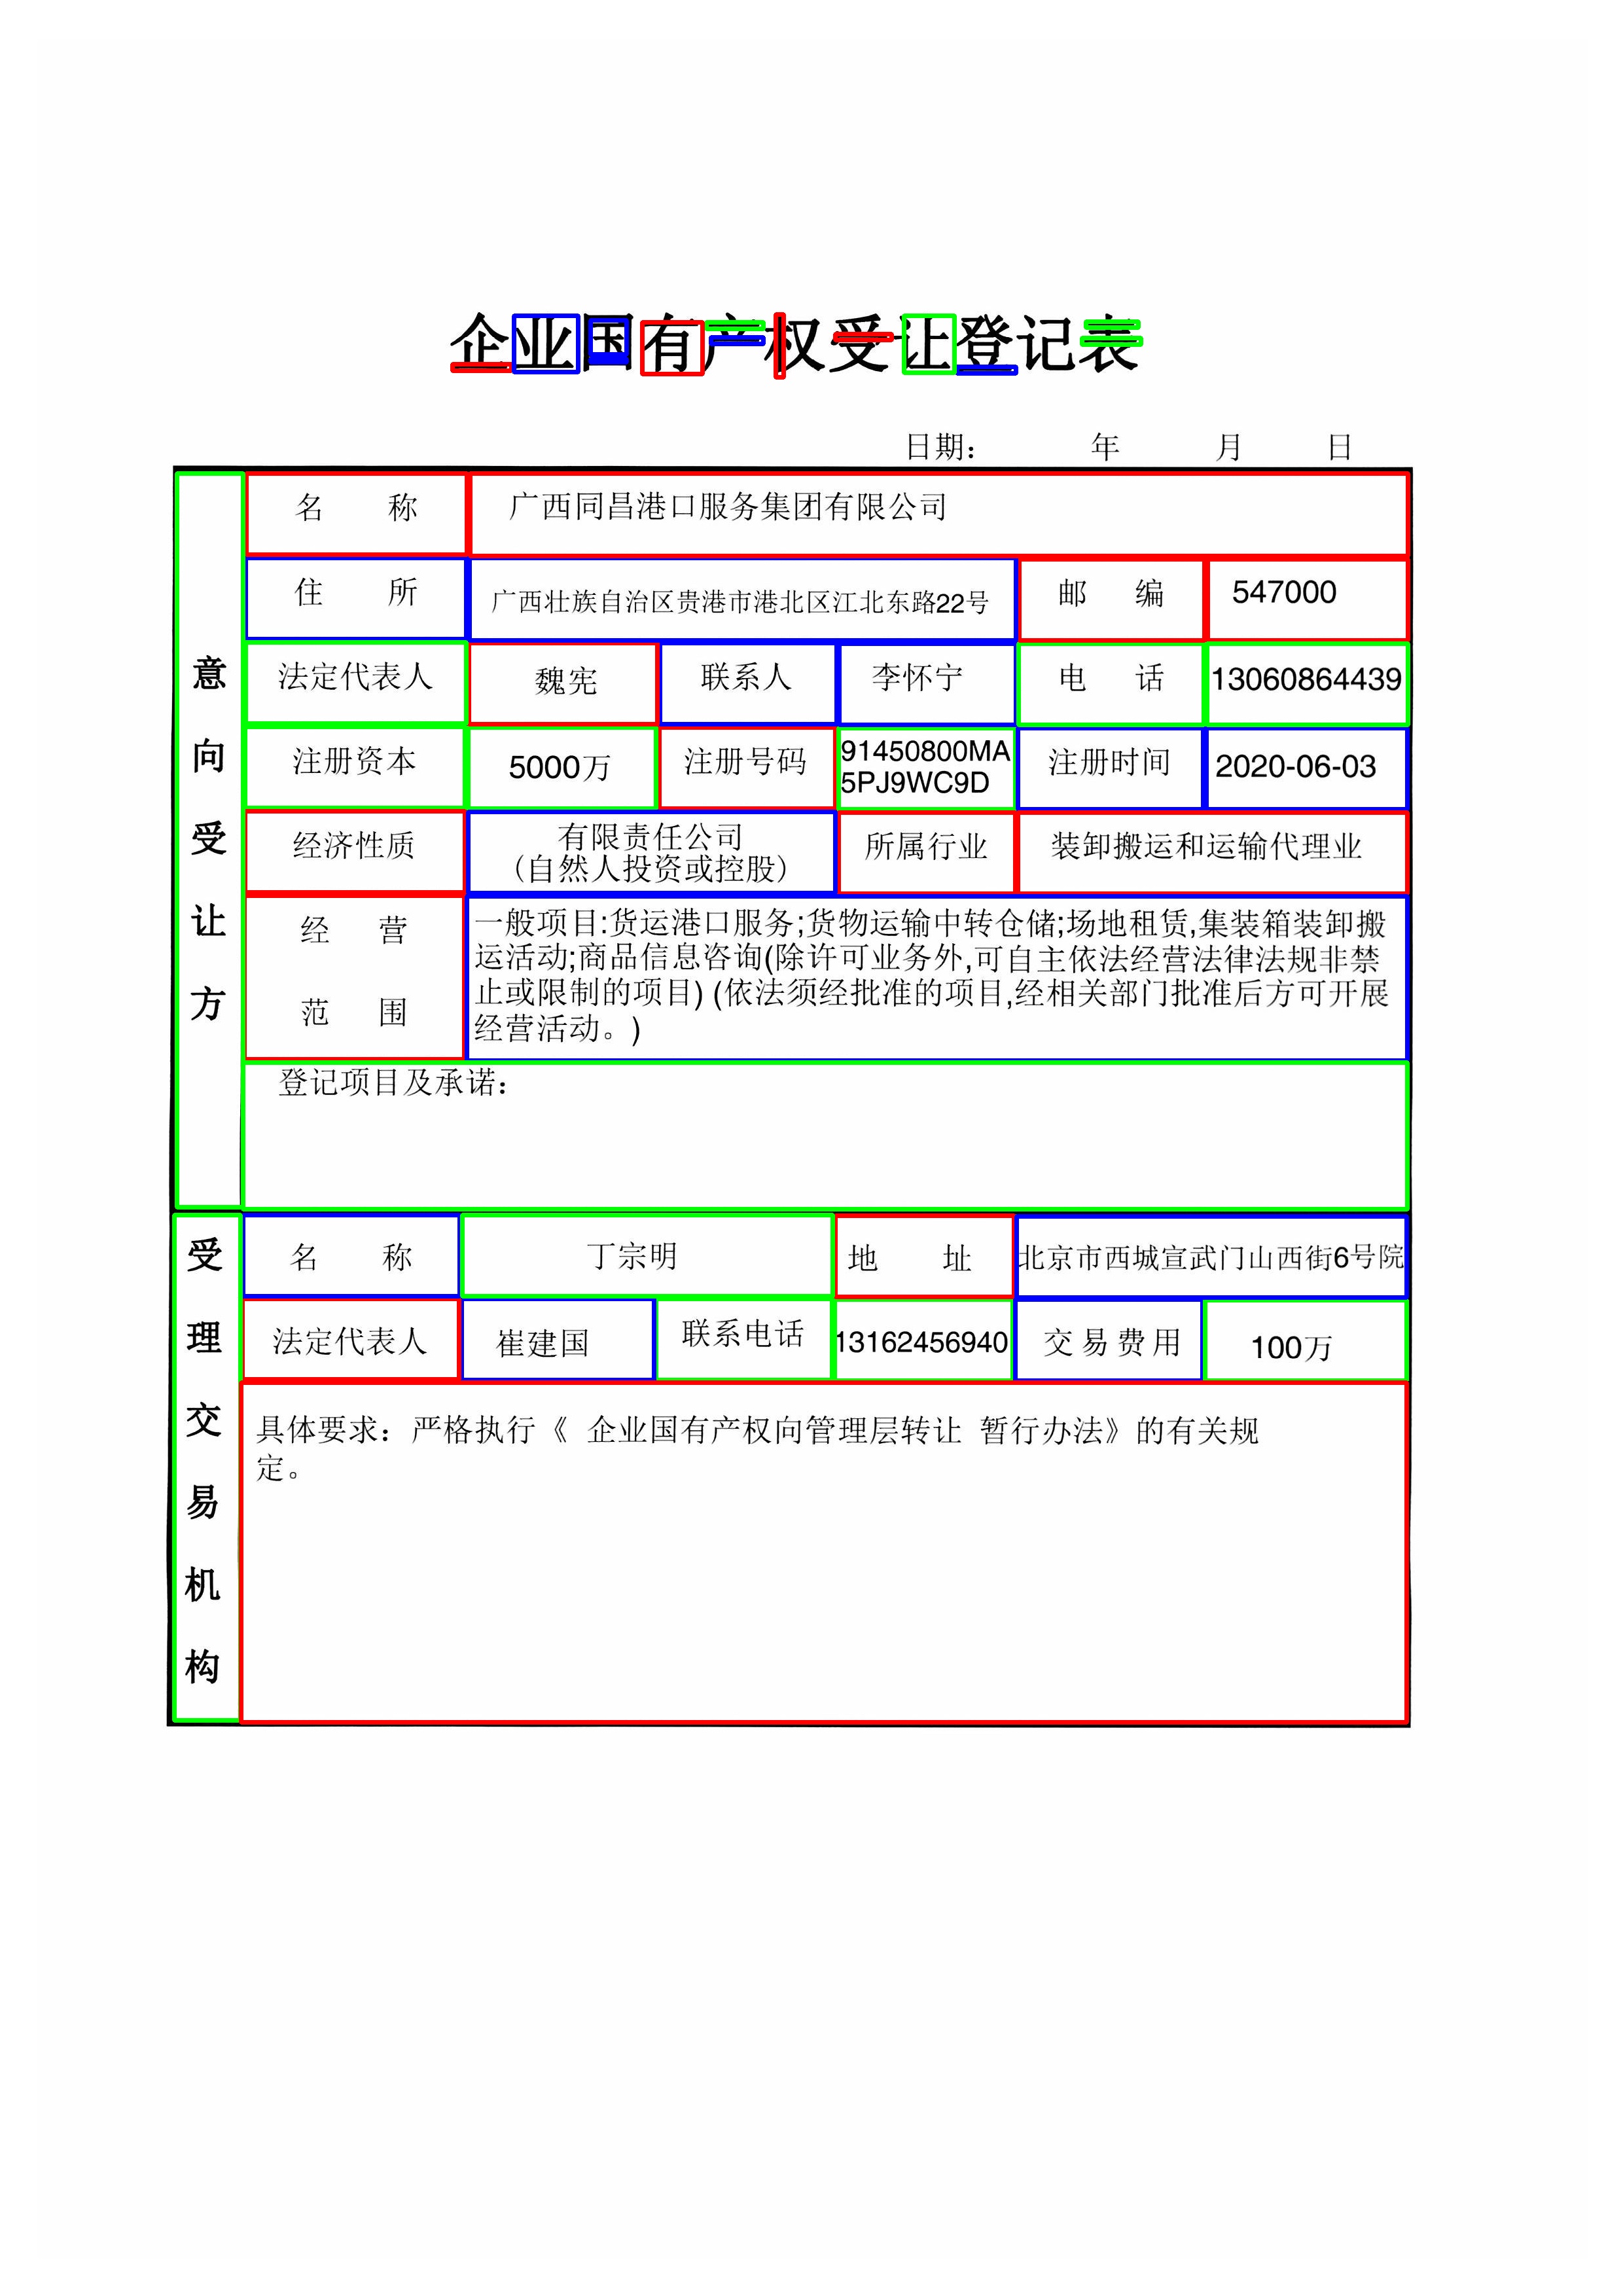 企业国有产权受让登记表
日期： 年 月 日
意向受让方
名 称 广西同昌港口服务集团有限公司
住 所 广西壮族自治区贵港市港北区江北东路22号 邮 编 547000
法定代表人 魏宪 联系人 李怀宁 电 话 13060864439
注册资本 5000万 注册号码 91450800MA
5PJ9WC9D 注册时间 2020-06-03
经济性质 有限责任公司
（自然人投资或控股） 所属行业 装卸搬运和运输代理业
经 营
范 围
一般项目:货运港口服务;货物运输中转仓储;场地租赁,集装箱装卸搬
运活动;商品信息咨询(除许可业务外,可自主依法经营法律法规非禁
止或限制的项目) (依法须经批准的项目,经相关部门批准后方可开展
经营活动。)
登记项目及承诺：
受理交易机构
名 称 丁宗明 地 址 北京市西城宣武门山西街6号院
法定代表人 崔建国 联系电话 13162456940 交易费用 100万
具体要求：严格执行《 企业国有产权向管理层转让 暂行办法》的有关规
定。